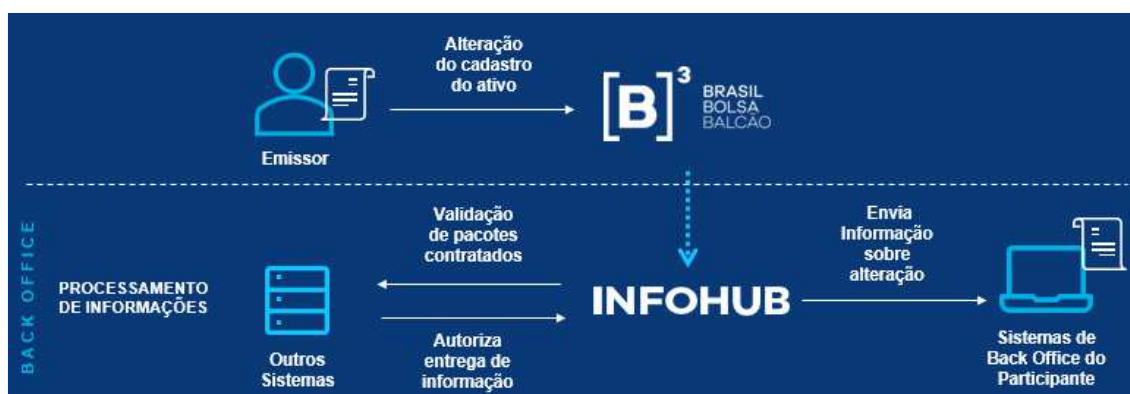 Alteração
do cadastro
do ativo
[B]³
BRASIL
BOLSA
BALCÃO
Emissor
BACK OFFICE
PROCESSAMENTO
DE INFORMAÇÕES
Validação
de pacotes
contratados
Envia
Informação
sobre
alteração
INFOHUB
Outros
Sistemas
Autoriza
entrega de
informação
Sistemas de
Back Office do
Participante